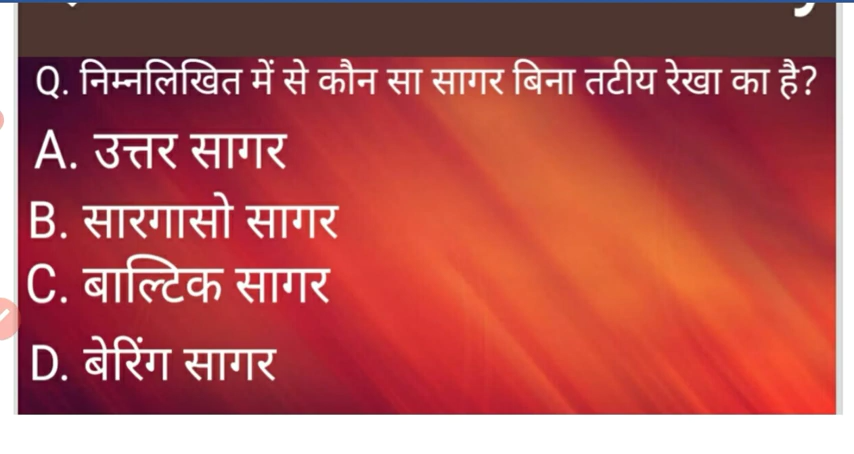 Q. निम्नलिखित में से कौन सा सागर बिना तटीय रेखा का है?
A. उत्तर सागर
B. सारगासो सागर
C. बाल्टिक सागर
D. बेरिंग सागर